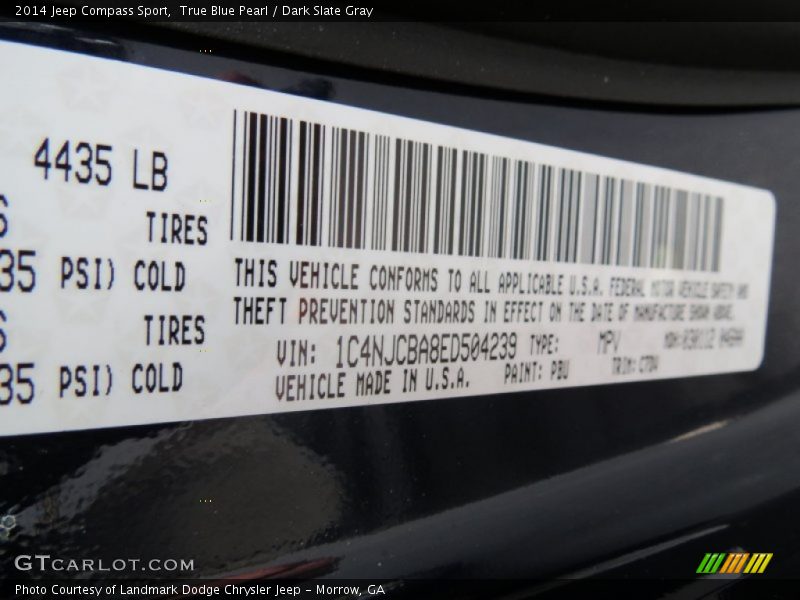 2014 Jeep Compass Sport,  True Blue Pearl / Dark Slate Gray
4435 LB
TIRES
35 PSI) COLD
TIRES
35 PSI) COLD
THIS VEHICLE CONFORMS TO ALL APPLICABLE U.S.A. FEDERAL MOTOR VEHICLE SAFETY AND
THEFT PREVENTION STANDARDS IN EFFECT ON THE DATE OF MANUFACTURE SHOWN ABOVE.
VIN: 1C4NJCBA8ED504239 TYPE: MPV MDH:
VEHICLE MADE IN U.S.A. PAINT: PBU TRIM:
GTCARLOT.COM
Photo Courtesy of Landmark Dodge Chrysler Jeep – Morrow, GA